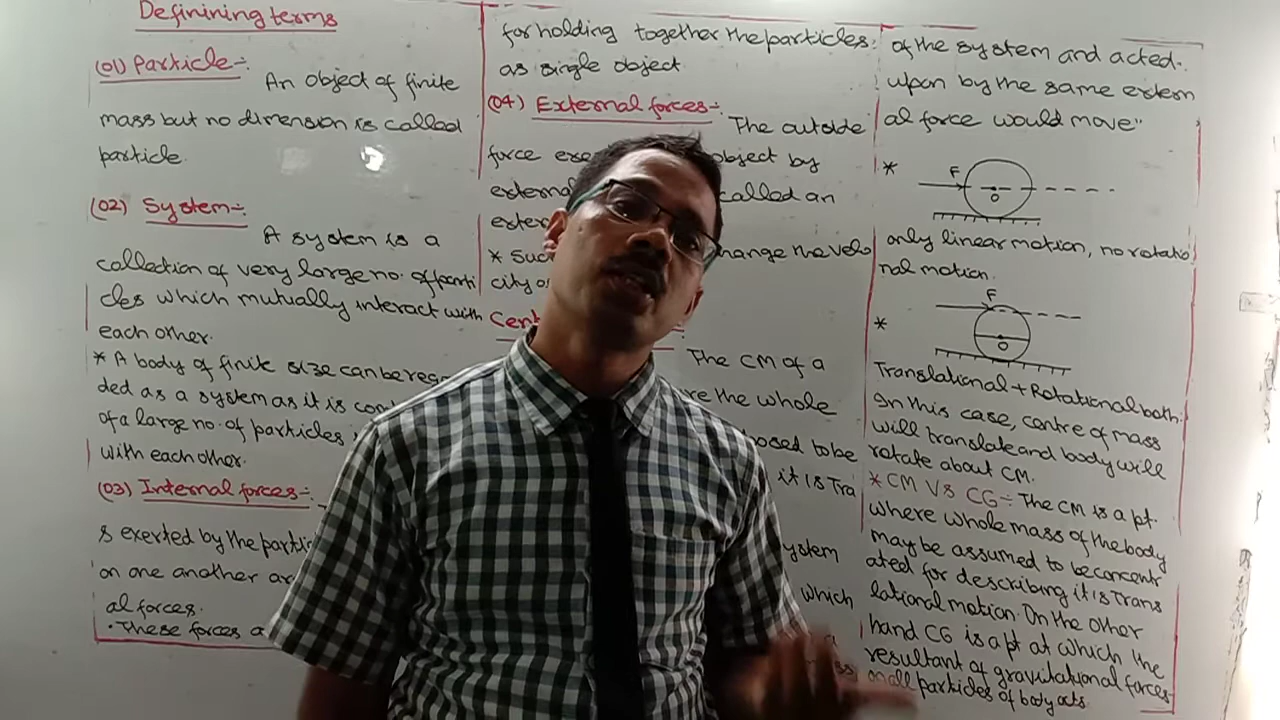 Definining terms
(01) Particle :-
An object of finite
mass but no dimension is called
particle.
(02) System :-
A system is a
collection of very large no. of parti
cles which mutually interact with
each other.
* A body of finite size can be reg
ded as a system as it is con
of a large no. of particles
with each other.
(03) Internal forces :-
s exerted by the parti
on one another ar
al forces.
• These forces a
for holding together the particles
as single object
(04) External forces :-
The outside
force exe object by
external called an
exter
* Suc hange the velo
city o
Cent
The CM of a
re the whole
posed to be
it is Tra
ystem
which
of the system and acted
upon by the same extern
al force would move"
* F
O
only linear motion, no ratatio
nal motion.
F
*
O
Translational + Rotational both
In this case, centre of mass
will translate and body will
rotate about CM.
* CM Vs CG :- The CM is a pt.
where whole mass of the body
may be assumed to be concentr
ated for describing it is Trans
lational motion. On the other
hand CG is a pt at which the
resultant of gravitational forces
on all particles of body acts.